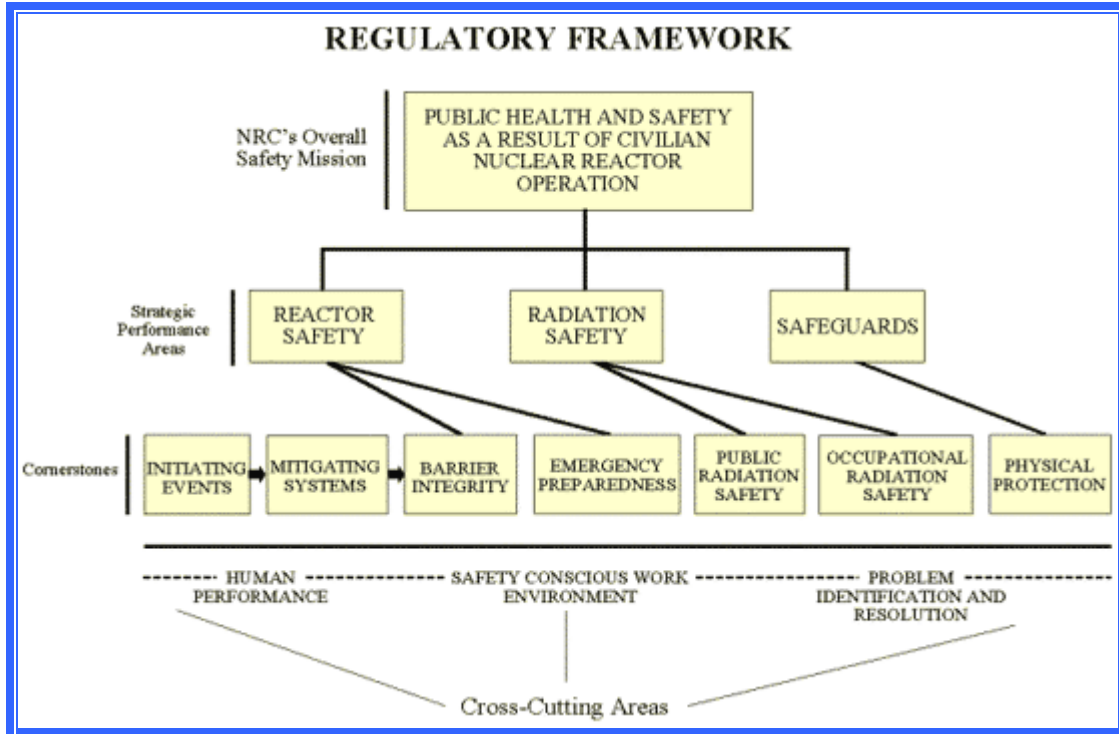 REGULATORY FRAMEWORK
NRC's Overall
Safety Mission
PUBLIC HEALTH AND SAFETY
AS A RESULT OF CIVILIAN
NUCLEAR REACTOR
OPERATION
Strategic
Performance
Areas
REACTOR
SAFETY
RADIATION
SAFETY
SAFEGUARDS
Cornerstones
INITIATING
EVENTS
MITIGATING
SYSTEMS
BARRIER
INTEGRITY
EMERGENCY
PREPAREDNESS
PUBLIC
RADIATION
SAFETY
OCCUPATIONAL
RADIATION
SAFETY
PHYSICAL
PROTECTION
HUMAN
PERFORMANCE
SAFETY CONSCIOUS WORK
ENVIRONMENT
PROBLEM
IDENTIFICATION AND
RESOLUTION
Cross-Cutting Areas